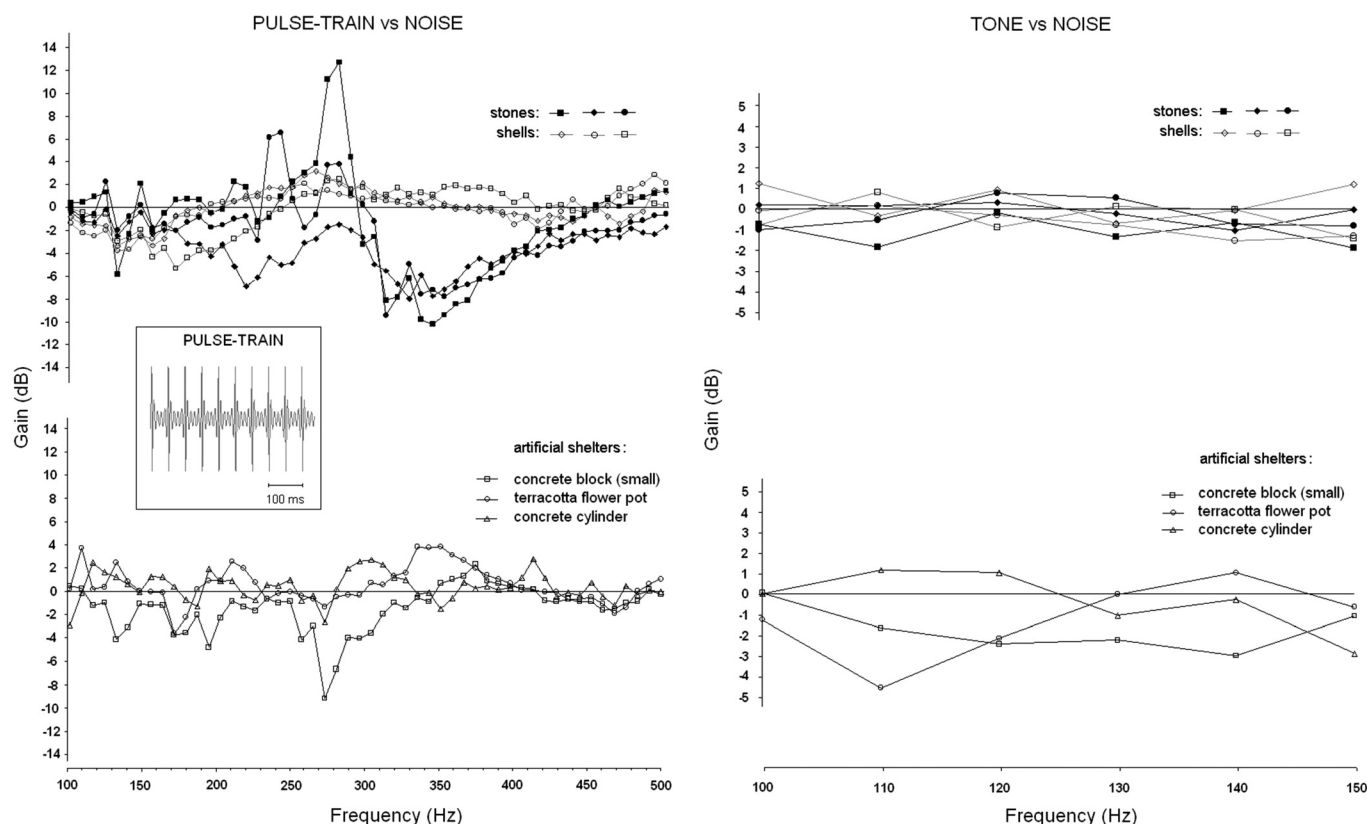 PULSE-TRAIN vs NOISE
TONE vs NOISE
14
12
10
8
6
4
2
0
-2
-4
-6
-8
-10
-12
-14
stones:
shells:
5
4
3
2
1
0
-1
-2
-3
-4
-5
stones:
shells:
PULSE-TRAIN
100 ms
Gain (dB)
Gain (dB)
14
12
10
8
6
4
2
0
-2
-4
-6
-8
-10
-12
-14
artificial shelters :
concrete block (small)
terracotta flower pot
concrete cylinder
5
4
3
2
1
0
-1
-2
-3
-4
-5
artificial shelters:
concrete block (small)
terracotta flower pot
concrete cylinder
100 150 200 250 300 350 400 450 500
Frequency (Hz)
100 110 120 130 140 150
Frequency (Hz)